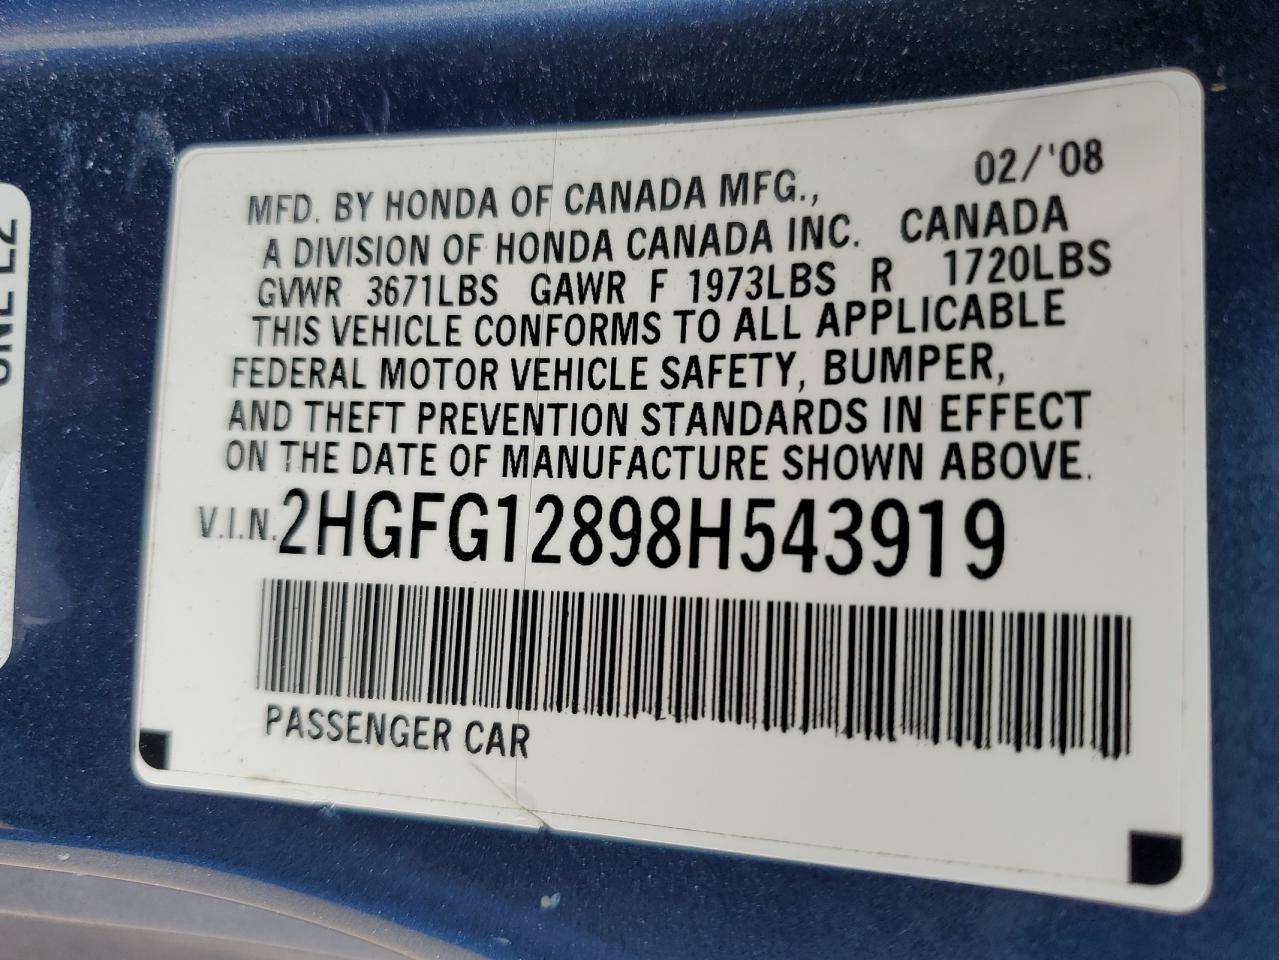 02/'08
MFD. BY HONDA OF CANADA MFG.,
A DIVISION OF HONDA CANADA INC. CANADA
GVWR 3671LBS GAWR F 1973LBS R 1720LBS
THIS VEHICLE CONFORMS TO ALL APPLICABLE
FEDERAL MOTOR VEHICLE SAFETY, BUMPER,
AND THEFT PREVENTION STANDARDS IN EFFECT
ON THE DATE OF MANUFACTURE SHOWN ABOVE.
V.I.N. 2HGFG12898H543919
PASSENGER CAR